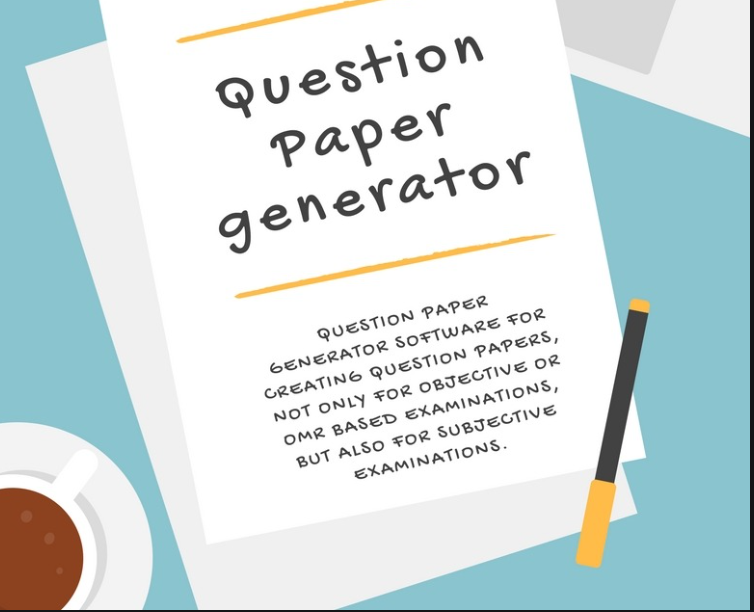 Question
Paper
generator
QUESTION PAPER
GENERATOR SOFTWARE FOR
CREATING QUESTION PAPERS,
NOT ONLY FOR OBJECTIVE OR
OMR BASED EXAMINATIONS,
BUT ALSO FOR SUBJECTIVE
EXAMINATIONS.